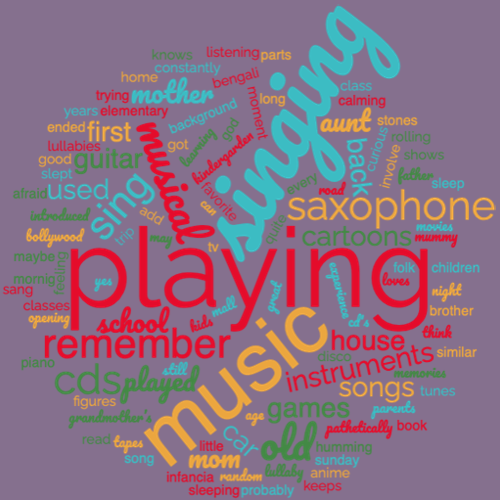 knows
listening
parts
constantly
home
mother
bengali
trying
moment
long
class
elementary
calming
years
background
singing
aunt
stones
ended
first
musical
learning
god
rolling
lullabies
got
kindergarten
back
curious
involve
good
guitar
shows
slept
favorite
every
father
sleep
afraid
used
sing
can
road
saxophone
introduced
add
quite
cartoons
movies
bollywood
trip
may
tv
mummy
maybe
feeling
playing
experience
folk
children
momio
yes
great
loves
sang
mall
night
classes
school
kids
cd's
brother
opening
remember
music
disco
house
think
similar
piano
still
instruments
memories
cds
played
songs
tunes
figures
age
games
parents
grandmother's
car
pathetically
book
read
tapes
little
old
humming
song
mom
lullaby
sunday
infancia
random
anime
sleeping
probably
keeps